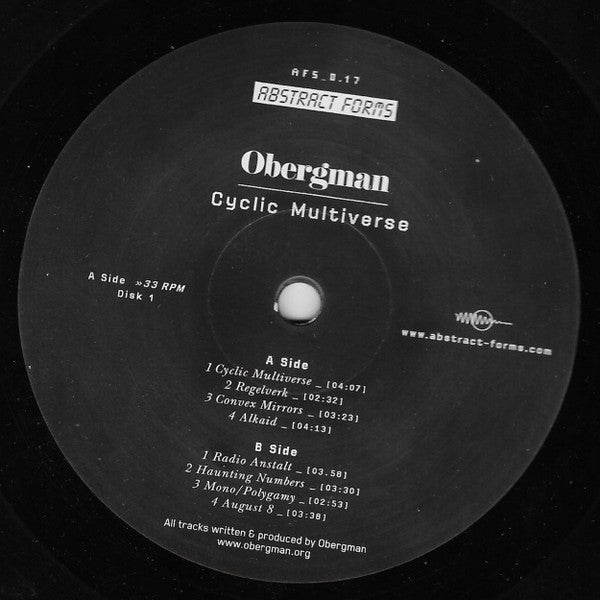 AFS_0.17
ABSTRACT FORMS
Obergman
Cyclic Multiverse
A Side »33 RPM
Disk 1
www.abstract-forms.com
A Side
1 Cyclic Multiverse _ [04:07]
2 Regelverk _ [02:32]
3 Convex Mirrors _ [03:23]
4 Alkaid _ [04:13]
B Side
1 Radio Anstalt _ [03.58]
2 Haunting Numbers _ [03:30]
3 Mono/Polygamy _ [02:53]
4 August 8 _ [03:38]
All tracks written & produced by Obergman
www.obergman.org